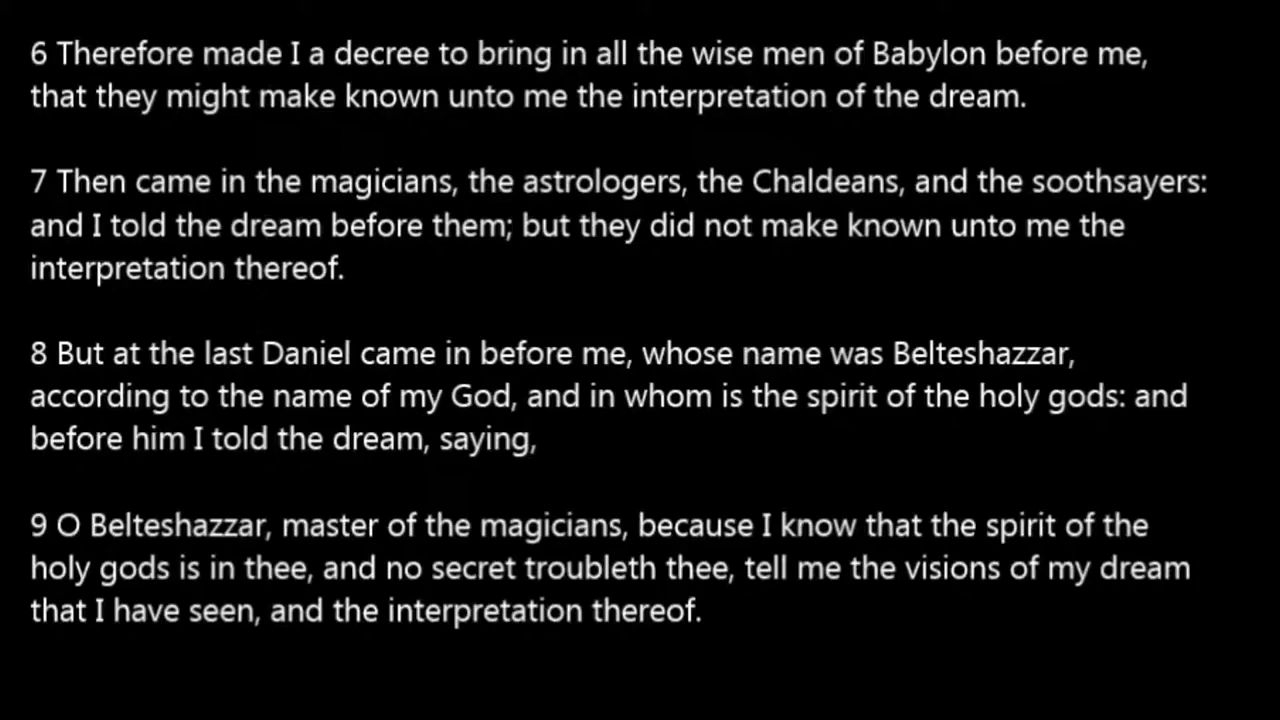 6 Therefore made I a decree to bring in all the wise men of Babylon before me,
that they might make known unto me the interpretation of the dream.
7 Then came in the magicians, the astrologers, the Chaldeans, and the soothsayers:
and I told the dream before them; but they did not make known unto me the
interpretation thereof.
8 But at the last Daniel came in before me, whose name was Belteshazzar,
according to the name of my God, and in whom is the spirit of the holy gods: and
before him I told the dream, saying,
9 O Belteshazzar, master of the magicians, because I know that the spirit of the
holy gods is in thee, and no secret troubleth thee, tell me the visions of my dream
that I have seen, and the interpretation thereof.